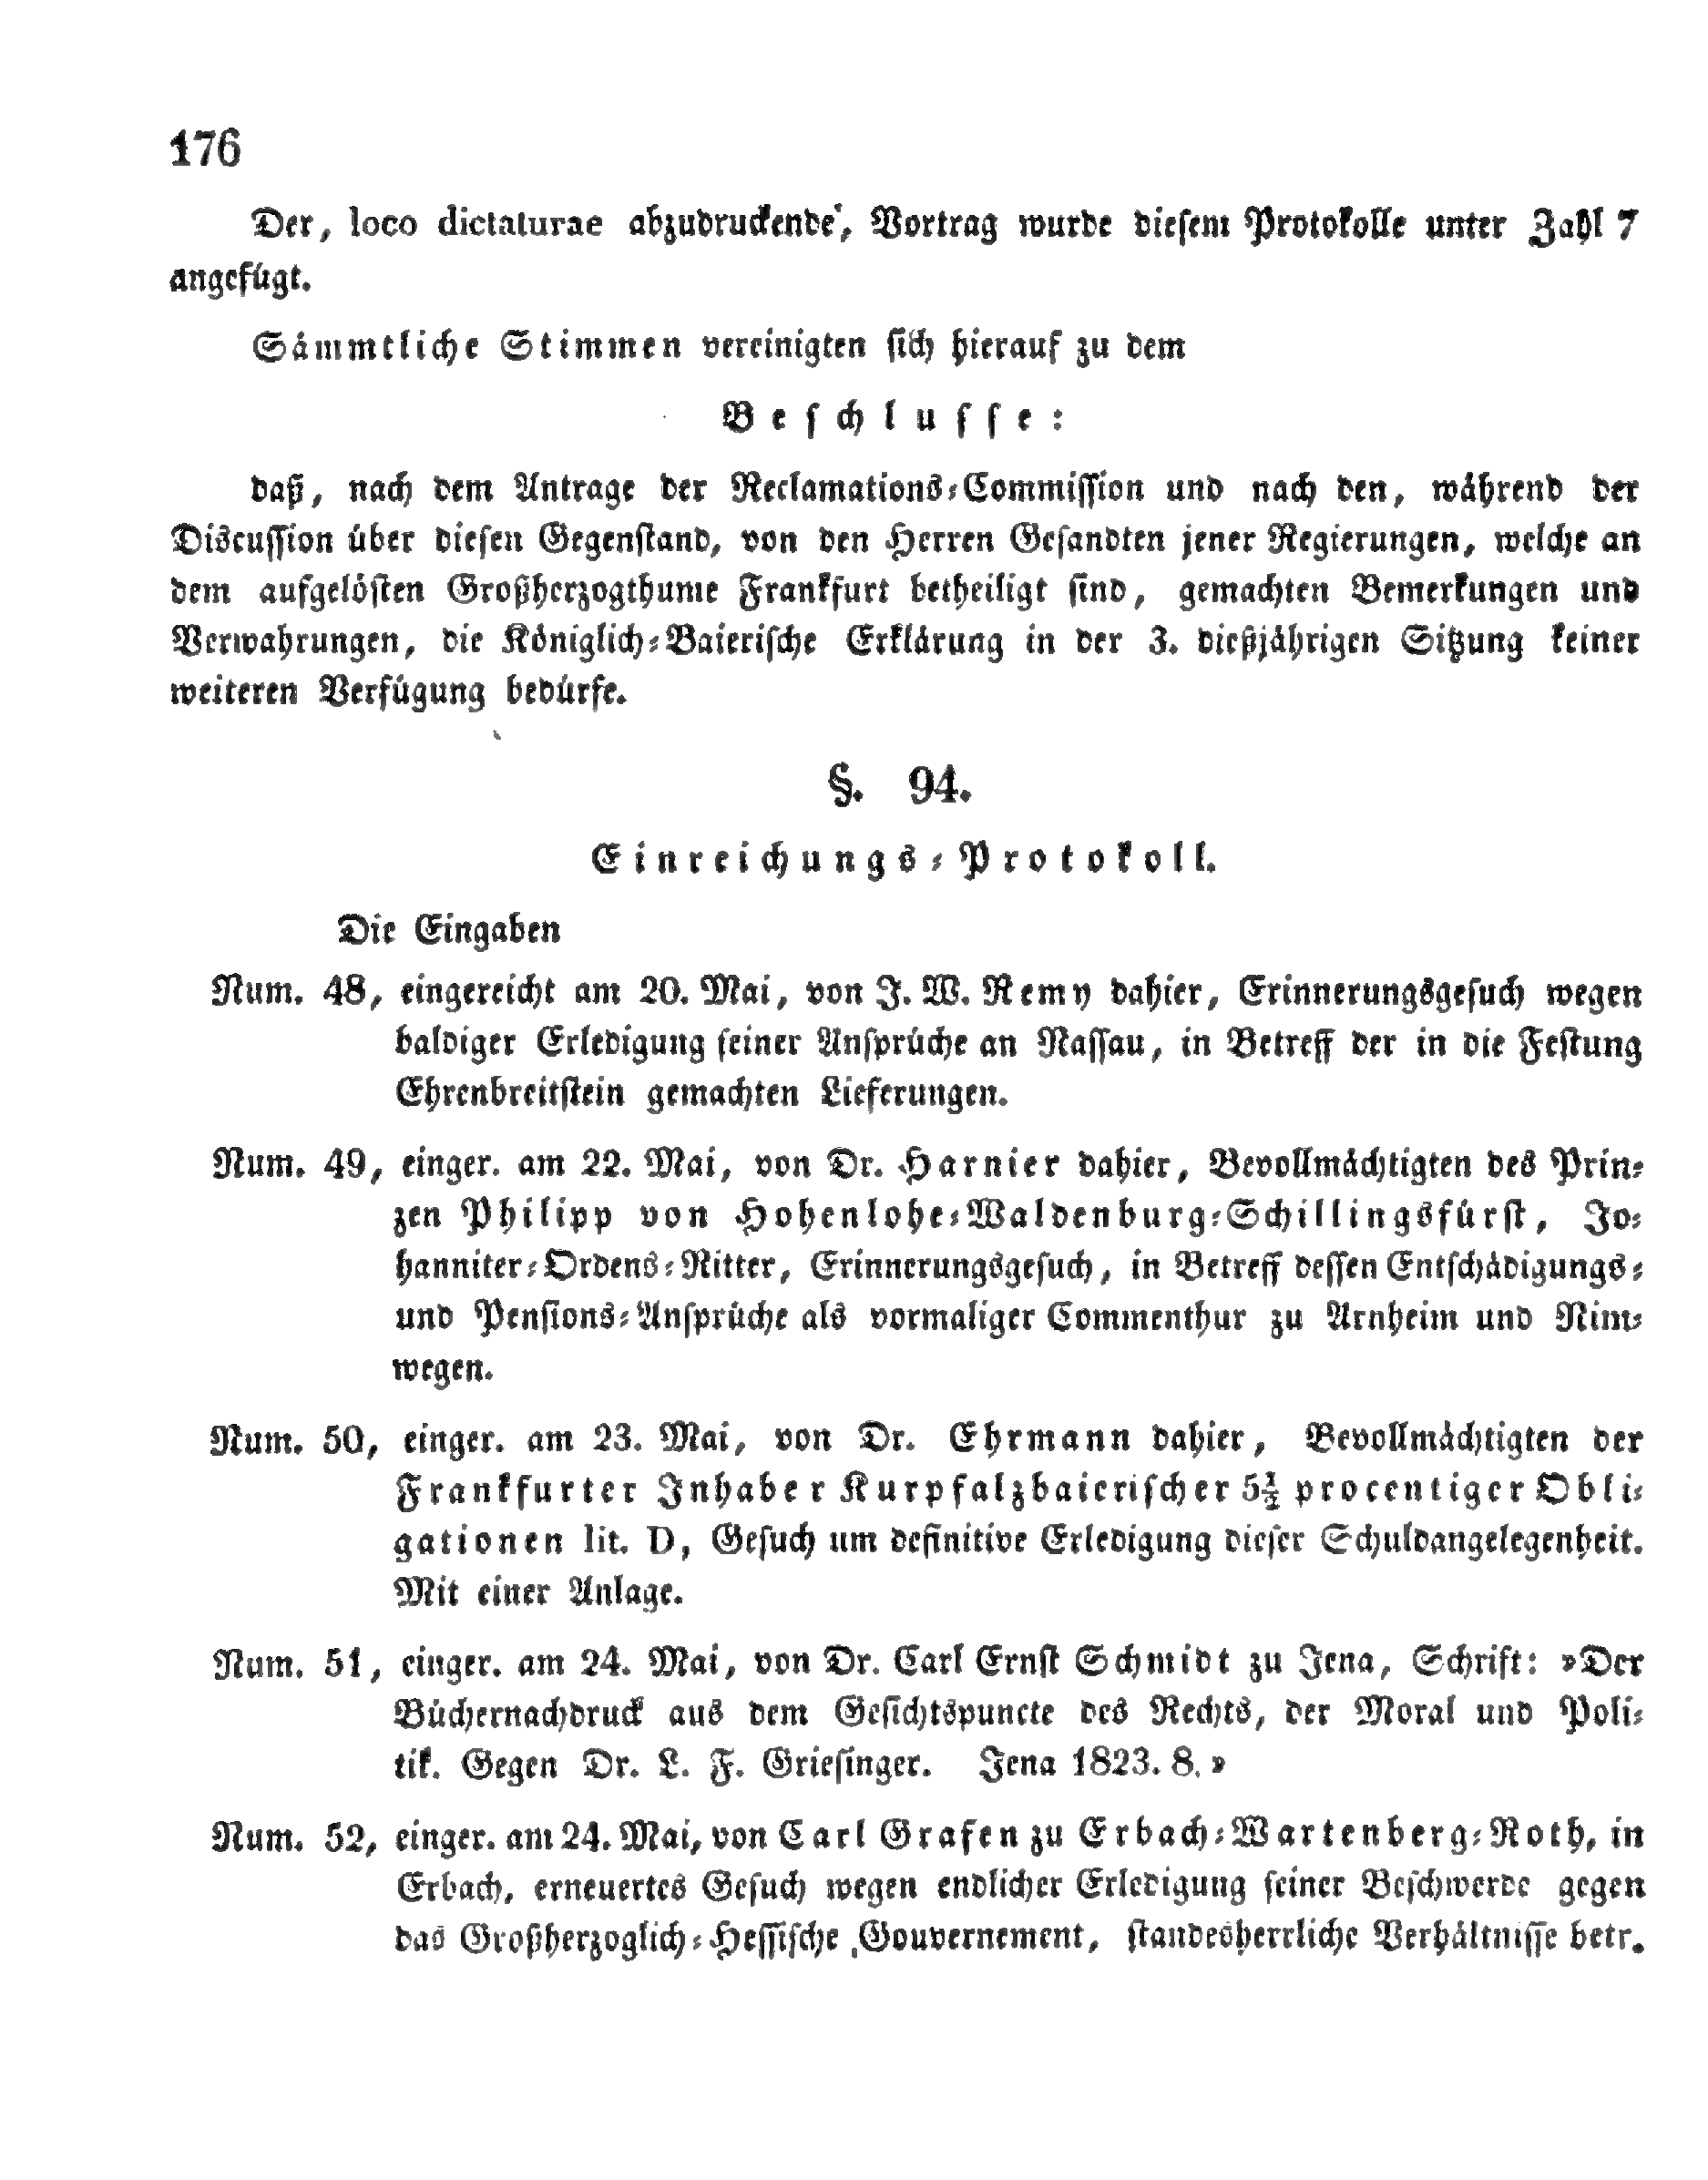 176
Der, loco dictaturae abzudruckende, Vortrag wurde diesem Protokolle unter Zahl 7
angefügt.
Sämmtliche Stimmen vereinigten sich hierauf zu dem
Beschlusse:
daß, nach dem Antrage der Reclamations-Commission und nach den, während der
Discussion über diesen Gegenstand, von den Herren Gesandten jener Regierungen, welche an
dem aufgelösten Großherzogthume Frankfurt betheiligt sind, gemachten Bemerkungen und
Verwahrungen, die Königlich-Baierische Erklärung in der 3. dießjährigen Sitzung keiner
weiteren Verfügung bedürfe.
§. 94.
Einreichungs-Protokoll.
Die Eingaben
Num. 48, eingereicht am 20. Mai, von J. W. Remy dahier, Erinnerungsgesuch wegen
baldiger Erledigung seiner Ansprüche an Nassau, in Betreff der in die Festung
Ehrenbreitstein gemachten Lieferungen.
Num. 49, einger. am 22. Mai, von Dr. Harnier dahier, Bevollmächtigten des Prin-
zen Philipp von Hohenlohe-Waldenburg-Schillingsfürst, Jo-
hanniter-Ordens-Ritter, Erinnerungsgesuch, in Betreff dessen Entschädigungs-
und Pensions-Ansprüche als vormaliger Commenthur zu Arnheim und Nim-
wegen.
Num. 50, einger. am 23. Mai, von Dr. Ehrmann dahier, Bevollmächtigten der
Frankfurter Inhaber Kurpfalzbaierischer 5½ procentiger Obli-
gationen lit. D, Gesuch um definitive Erledigung dieser Schuldangelegenheit.
Mit einer Anlage.
Num. 51, einger. am 24. Mai, von Dr. Carl Ernst Schmidt zu Jena, Schrift: »Der
Büchernachdruck aus dem Gesichtspuncte des Rechts, der Moral und Poli-
tik. Gegen Dr. L. F. Griesinger. Jena 1823. 8.»
Num. 52, einger. am 24. Mai, von Carl Grafen zu Erbach-Wartenberg-Roth, in
Erbach, erneuertes Gesuch wegen endlicher Erledigung seiner Beschwerde gegen
das Großherzoglich-Hessische Gouvernement, standesherrliche Verhältnisse betr.